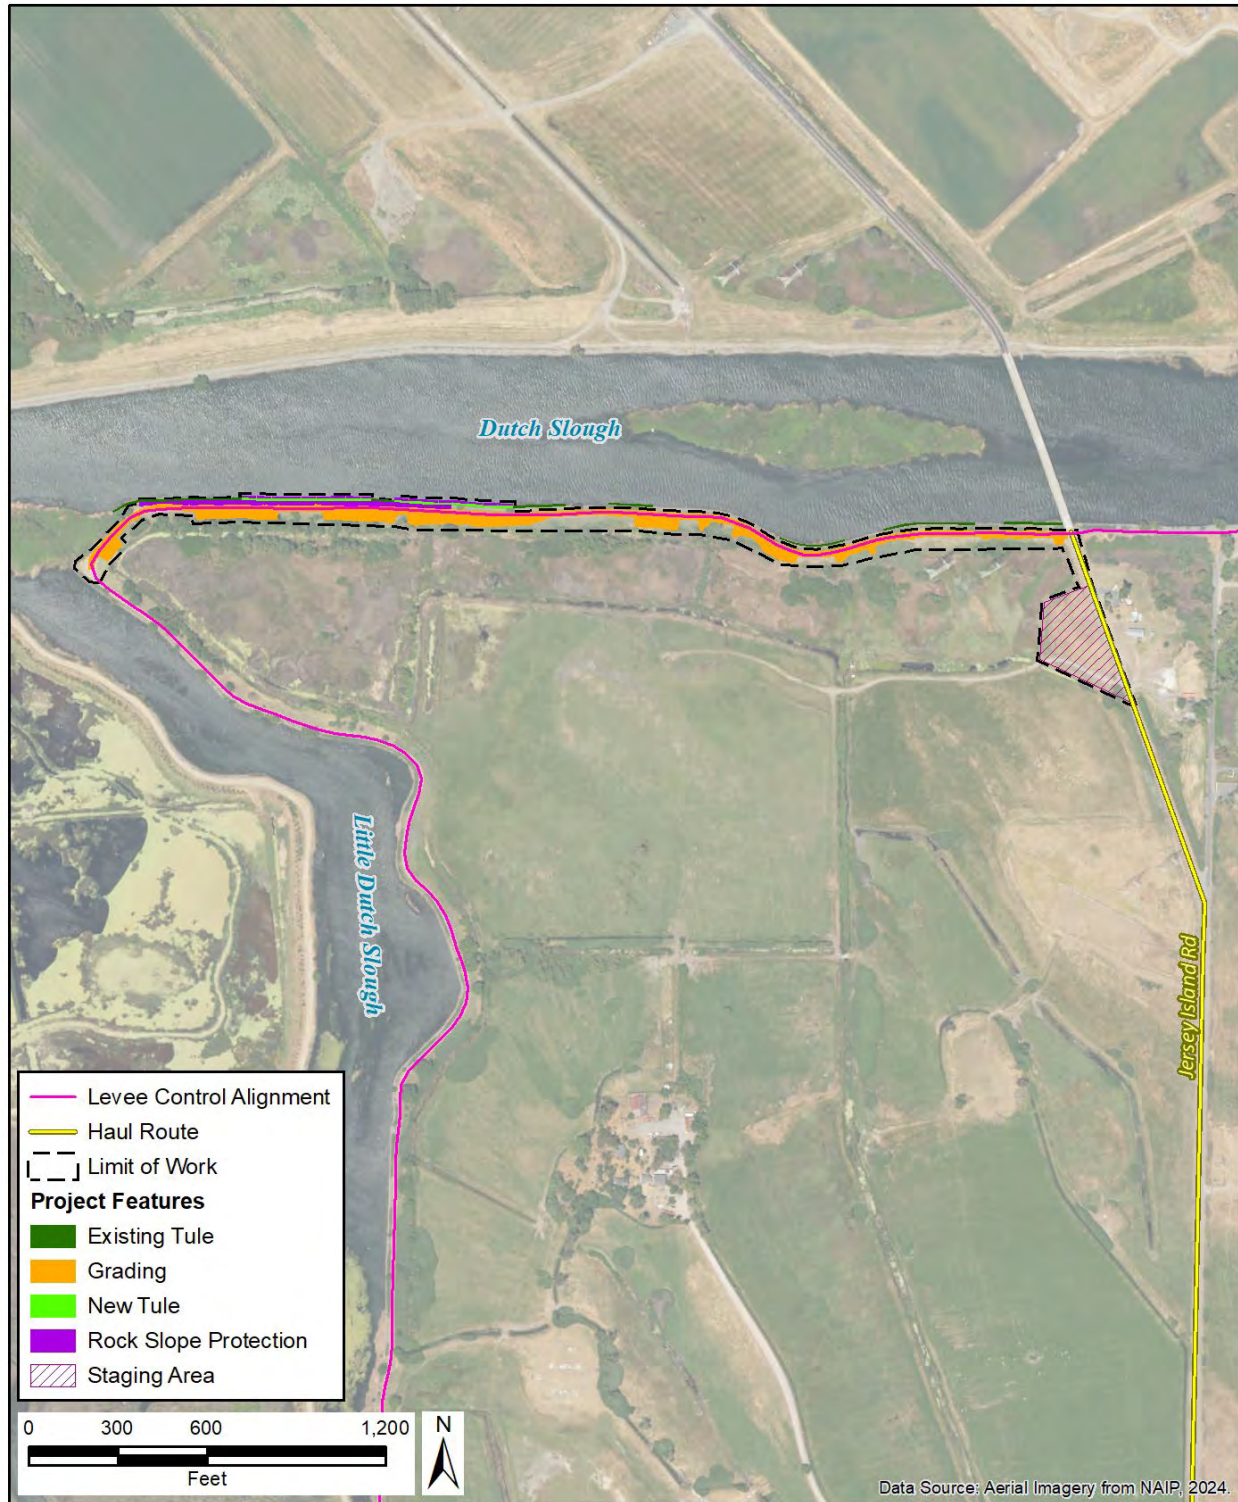 Dutch Slough
Little Dutch Slough
Jersey Island Rd
Levee Control Alignment
Haul Route
Limit of Work
Project Features
Existing Tule
Grading
New Tule
Rock Slope Protection
Staging Area
0 300 600 1,200
Feet
N
Data Source: Aerial Imagery from NAIP, 2024.